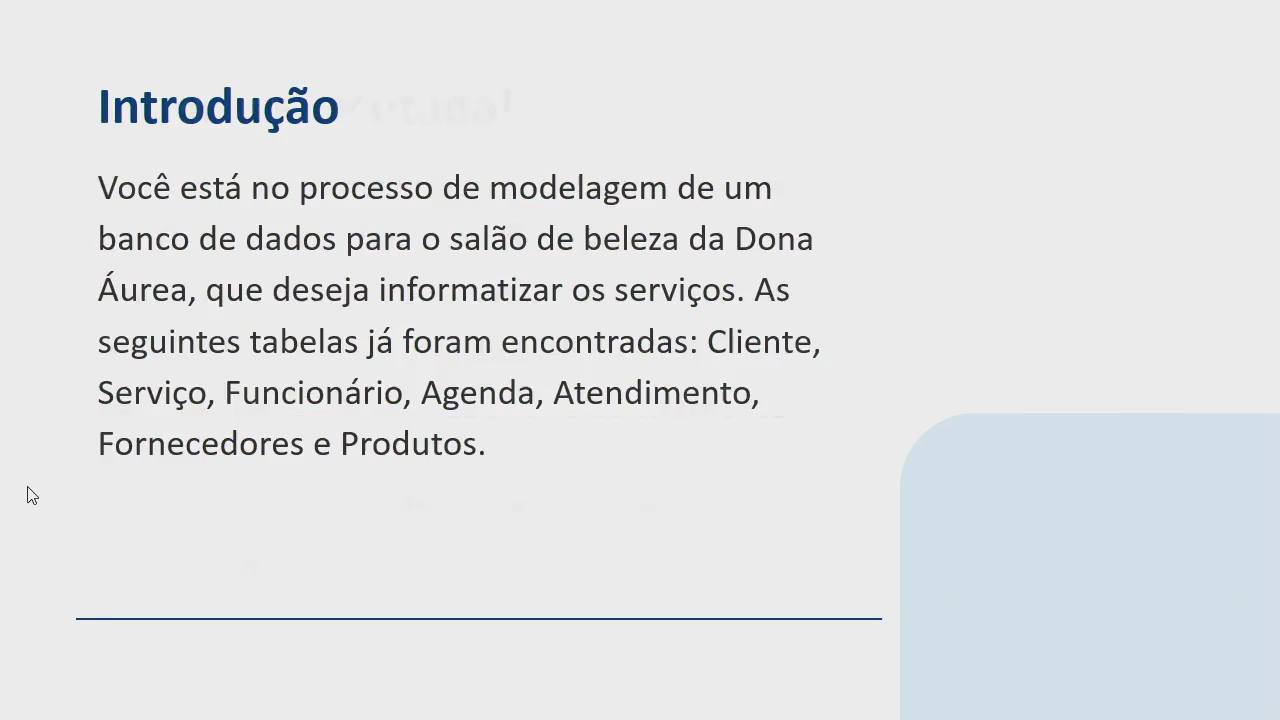 Introdução
Você está no processo de modelagem de um
banco de dados para o salão de beleza da Dona
Áurea, que deseja informatizar os serviços. As
seguintes tabelas já foram encontradas: Cliente,
Serviço, Funcionário, Agenda, Atendimento,
Fornecedores e Produtos.